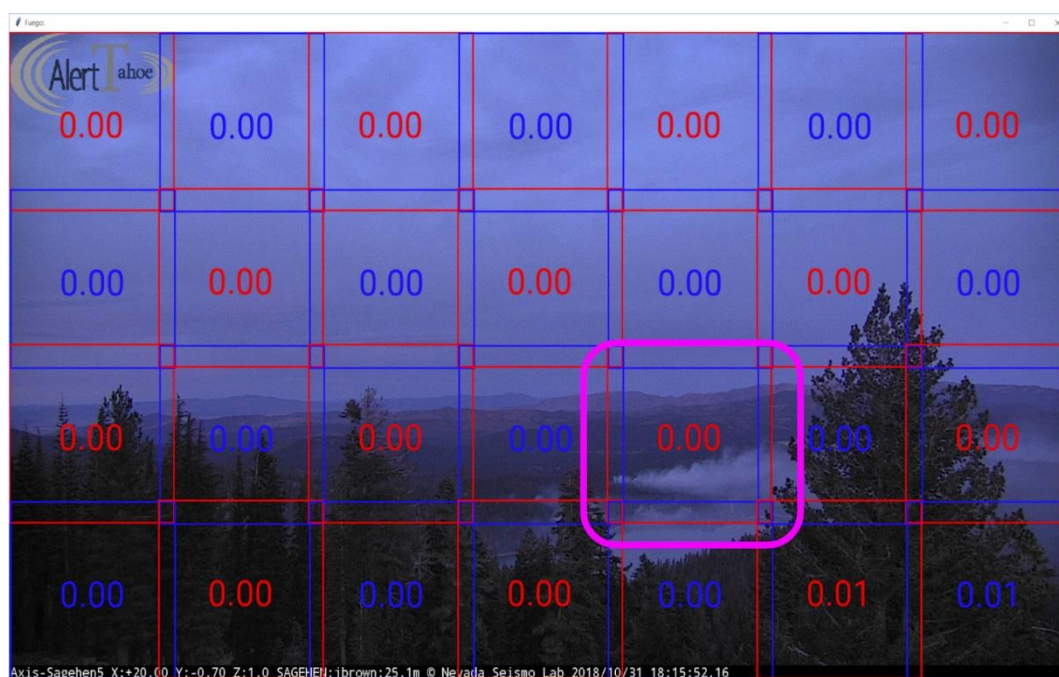 Fuego:
Alert Tahoe
0.00 0.00 0.00 0.00 0.00 0.00 0.00
0.00 0.00 0.00 0.00 0.00 0.00 0.00
0.00 0.00 0.00 0.00 0.00 0.00 0.00
0.00 0.00 0.00 0.00 0.00 0.01 0.01
Axis-Sagehen5 X:+20.00 Y:-0.70 Z:1.0 SAGEHEN:jbrown:25.1m © Nevada Seismo Lab 2018/10/31 18:15:52.16